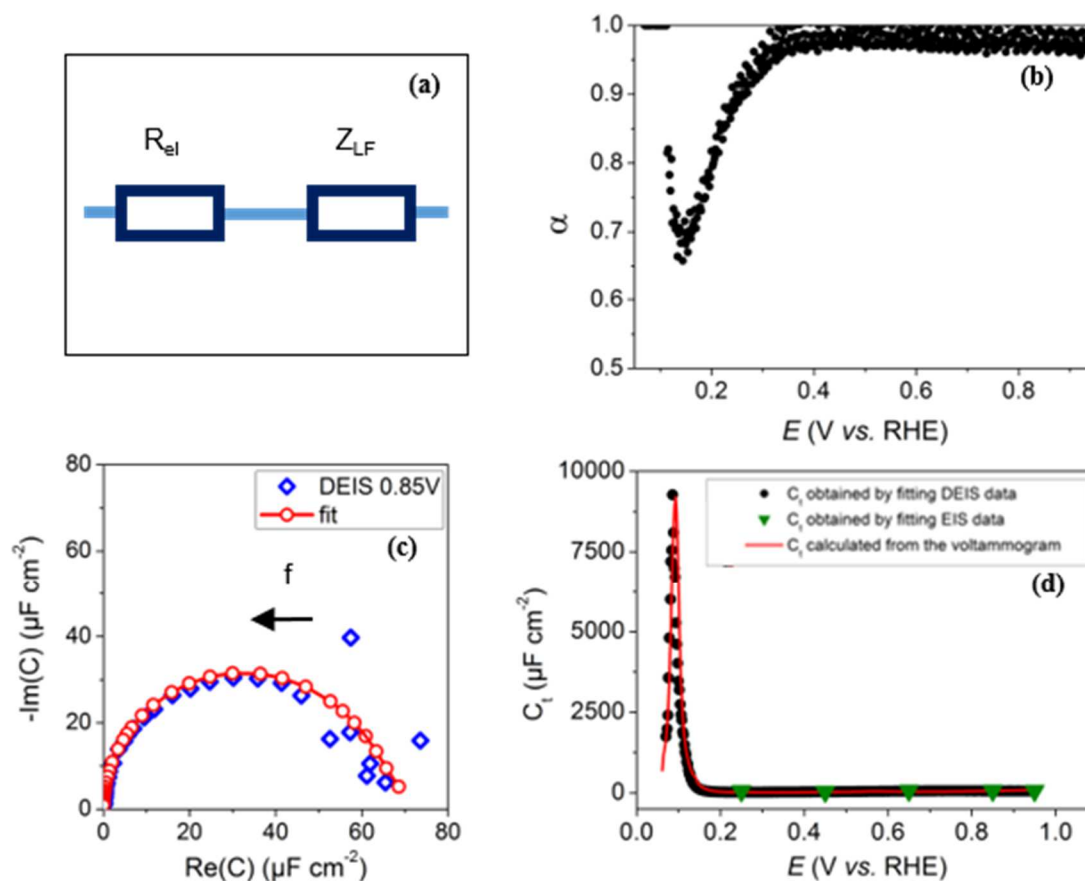 (a)
R_el Z_LF
(b)
α
1.0
0.9
0.8
0.7
0.6
0.5
0.2 0.4 0.6 0.8
E (V vs. RHE)
(c)
DEIS 0.85V
fit
f
-Im(C) (µF cm⁻²)
80
60
40
20
0
0 20 40 60 80
Re(C) (µF cm⁻²)
(d)
C_t obtained by fitting DEIS data
C_t obtained by fitting EIS data
C_t calculated from the voltammogram
C_t (µF cm⁻²)
10000
7500
5000
2500
0
0.0 0.2 0.4 0.6 0.8 1.0
E (V vs. RHE)